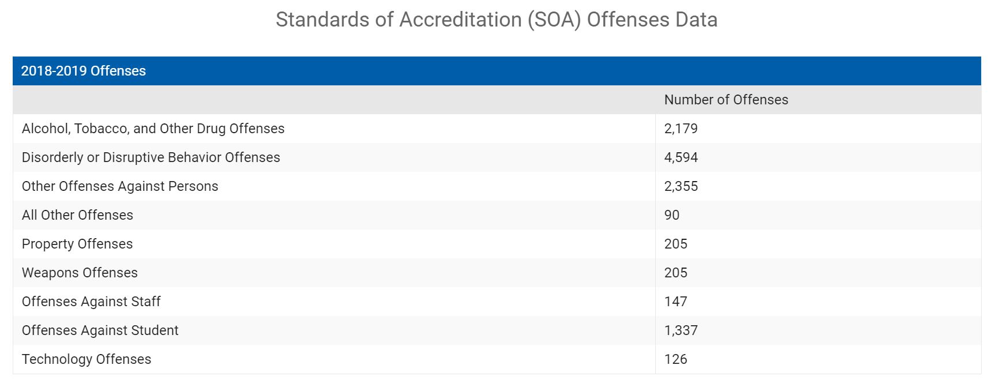 Standards of Accreditation (SOA) Offenses Data
2018-2019 Offenses
Number of Offenses
Alcohol, Tobacco, and Other Drug Offenses 2,179
Disorderly or Disruptive Behavior Offenses 4,594
Other Offenses Against Persons 2,355
All Other Offenses 90
Property Offenses 205
Weapons Offenses 205
Offenses Against Staff 147
Offenses Against Student 1,337
Technology Offenses 126